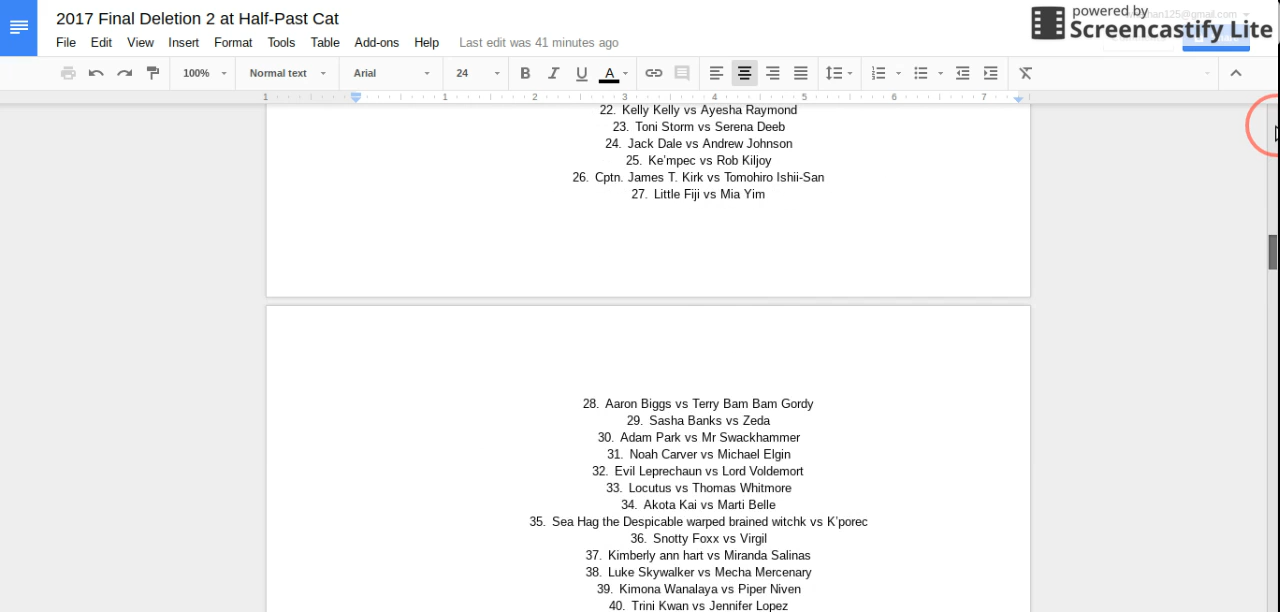 2017 Final Deletion 2 at Half-Past Cat
powered by
Screencastify Lite
File Edit View Insert Format Tools Table Add-ons Help Last edit was 41 minutes ago
100% Normal text Arial 24 B I U A
1 1 2 3 4 5 6 7
22. Kelly Kelly vs Ayesha Raymond
23. Toni Storm vs Serena Deeb
24. Jack Dale vs Andrew Johnson
25. Ke'mpec vs Rob Kiljoy
26. Cptn. James T. Kirk vs Tomohiro Ishii-San
27. Little Fiji vs Mia Yim
28. Aaron Biggs vs Terry Bam Bam Gordy
29. Sasha Banks vs Zeda
30. Adam Park vs Mr Swackhammer
31. Noah Carver vs Michael Elgin
32. Evil Leprechaun vs Lord Voldemort
33. Locutus vs Thomas Whitmore
34. Akota Kai vs Marti Belle
35. Sea Hag the Despicable warped brained witchk vs K'porec
36. Snotty Foxx vs Virgil
37. Kimberly ann hart vs Miranda Salinas
38. Luke Skywalker vs Mecha Mercenary
39. Kimona Wanalaya vs Piper Niven
40. Trini Kwan vs Jennifer Lopez